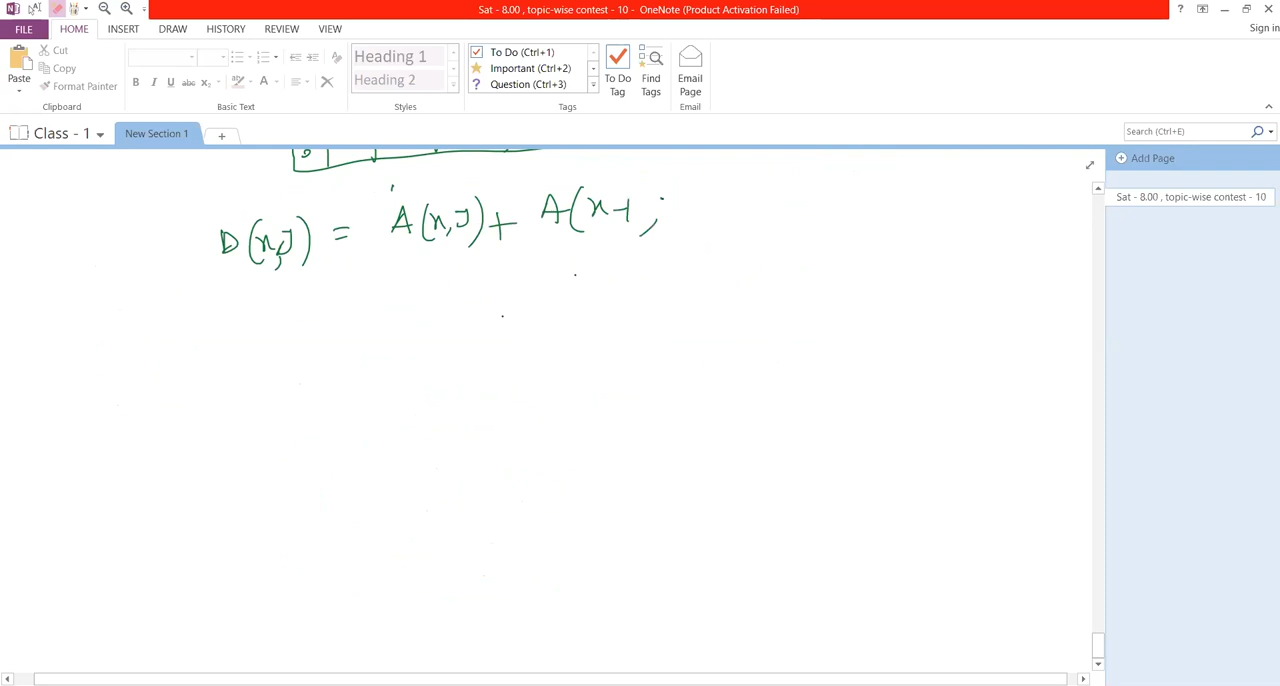 Sat - 8.00 , topic-wise contest - 10 - OneNote (Product Activation Failed)
FILE HOME INSERT DRAW HISTORY REVIEW VIEW Sign in
Paste Cut Copy Format Painter
Clipboard
B I U abc X₂ A
Basic Text
Heading 1
Heading 2
Styles
To Do (Ctrl+1)
Important (Ctrl+2)
Question (Ctrl+3)
To Do Tag
Find Tags
Tags
Email Page
Email
Class - 1 New Section 1
Search (Ctrl+E)
Add Page
Sat - 8.00 , topic-wise contest - 10
D(x,J) = A(x,J) + A(x-1,